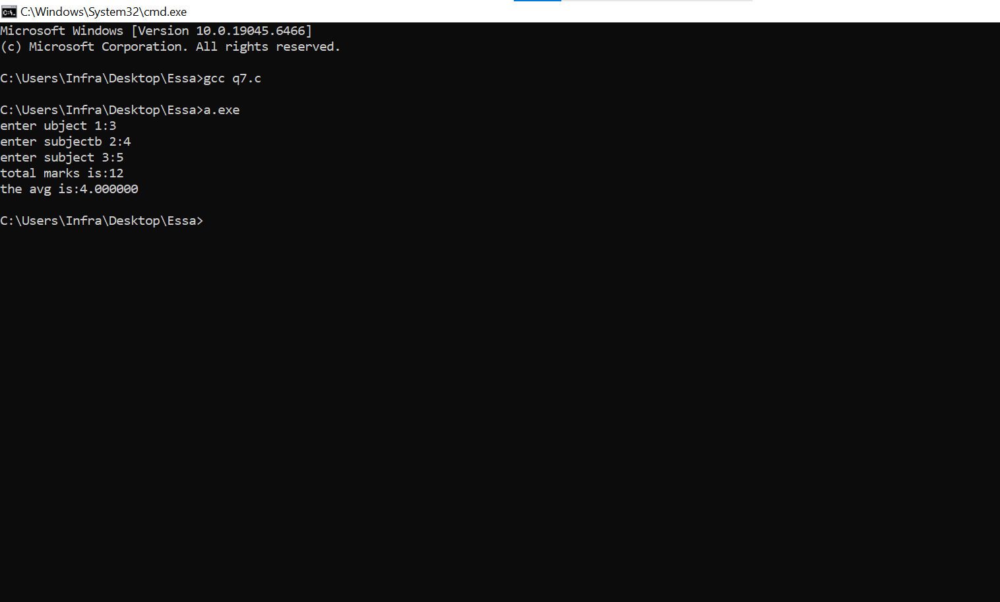 C:\Windows\System32\cmd.exe
Microsoft Windows [Version 10.0.19045.6466]
(c) Microsoft Corporation. All rights reserved.
C:\Users\Infra\Desktop\Essa>gcc q7.c
C:\Users\Infra\Desktop\Essa>a.exe
enter ubject 1:3
enter subjectb 2:4
enter subject 3:5
total marks is:12
the avg is:4.000000
C:\Users\Infra\Desktop\Essa>